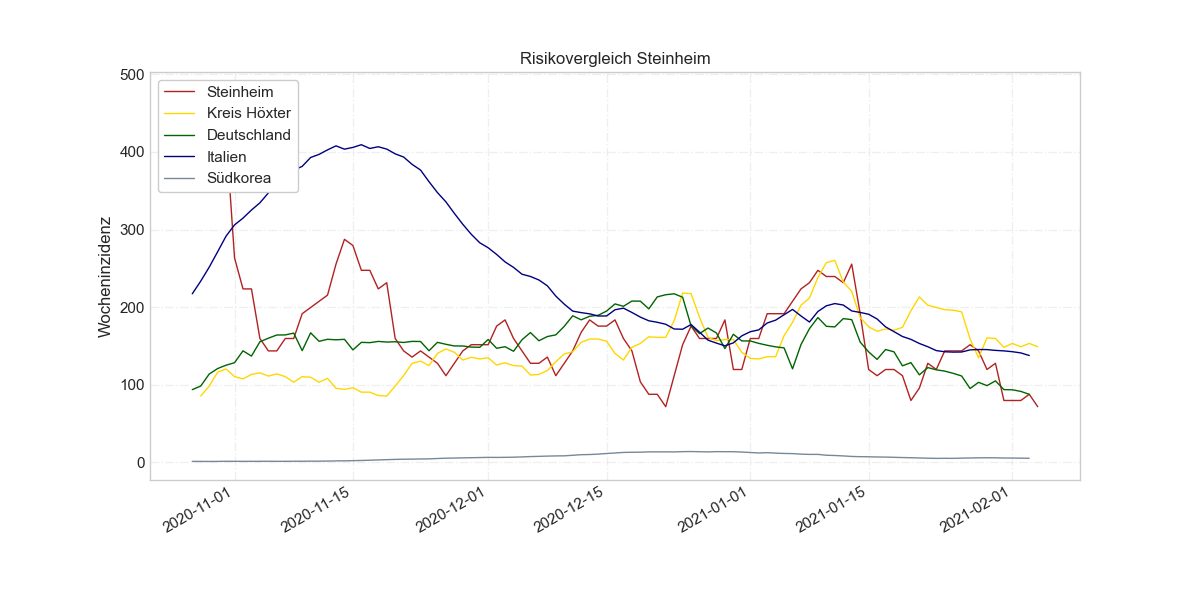 Risikovergleich Steinheim
Wocheninzidenz
500
400
300
200
100
0
Steinheim
Kreis Höxter
Deutschland
Italien
Südkorea
2020-11-01
2020-11-15
2020-12-01
2020-12-15
2021-01-01
2021-01-15
2021-02-01